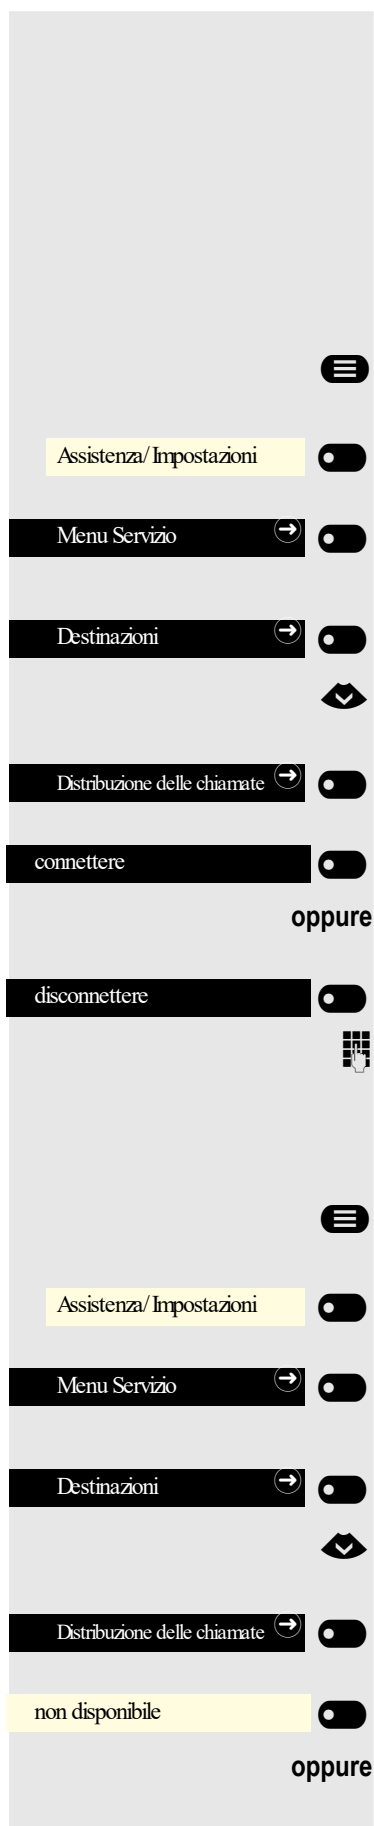 Assistenza/Impostazioni
Menu Servizio
Destinazioni
Distribuzione delle chiamate
connettere
oppure
disconnettere
Assistenza/Impostazioni
Menu Servizio
Destinazioni
Distribuzione delle chiamate
non disponibile
oppure